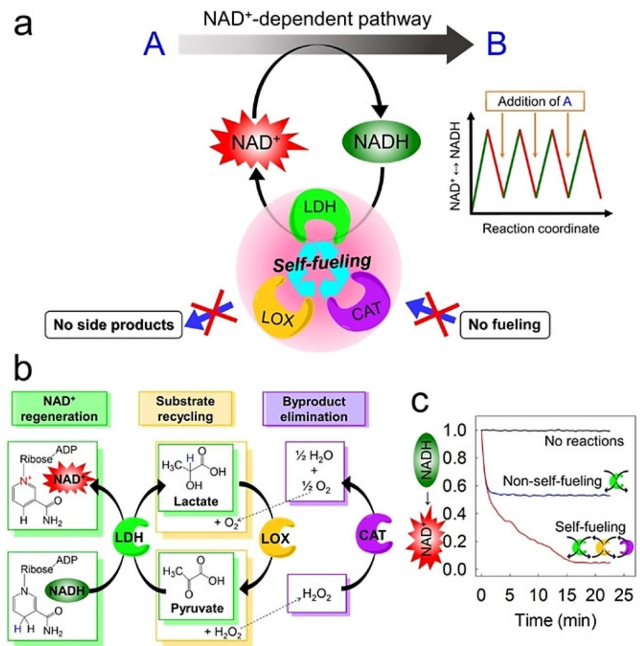 a
NAD⁺-dependent pathway
A
B
NAD⁺
NADH
Addition of A
NAD⁺ ↔ NADH
Reaction coordinate
LDH
Self-fueling
LOX
CAT
No side products
No fueling
b
NAD⁺
regeneration
Substrate
recycling
Byproduct
elimination
Ribose
ADP
N⁺
NAD⁺
H
O
NH₂
H₃C
H
O
OH
OH
Lactate
+ O₂
½ H₂O
+
½ O₂
LDH
LOX
CAT
Ribose
ADP
N
NADH
H
H
O
NH₂
H₃C
O
O
OH
Pyruvate
+ H₂O₂
H₂O₂
c
NADH
←
NAD⁺
1.0
0.8
0.6
0.4
0.2
0.0
No reactions
Non-self-fueling
Self-fueling
0 5 10 15 20 25
Time (min)